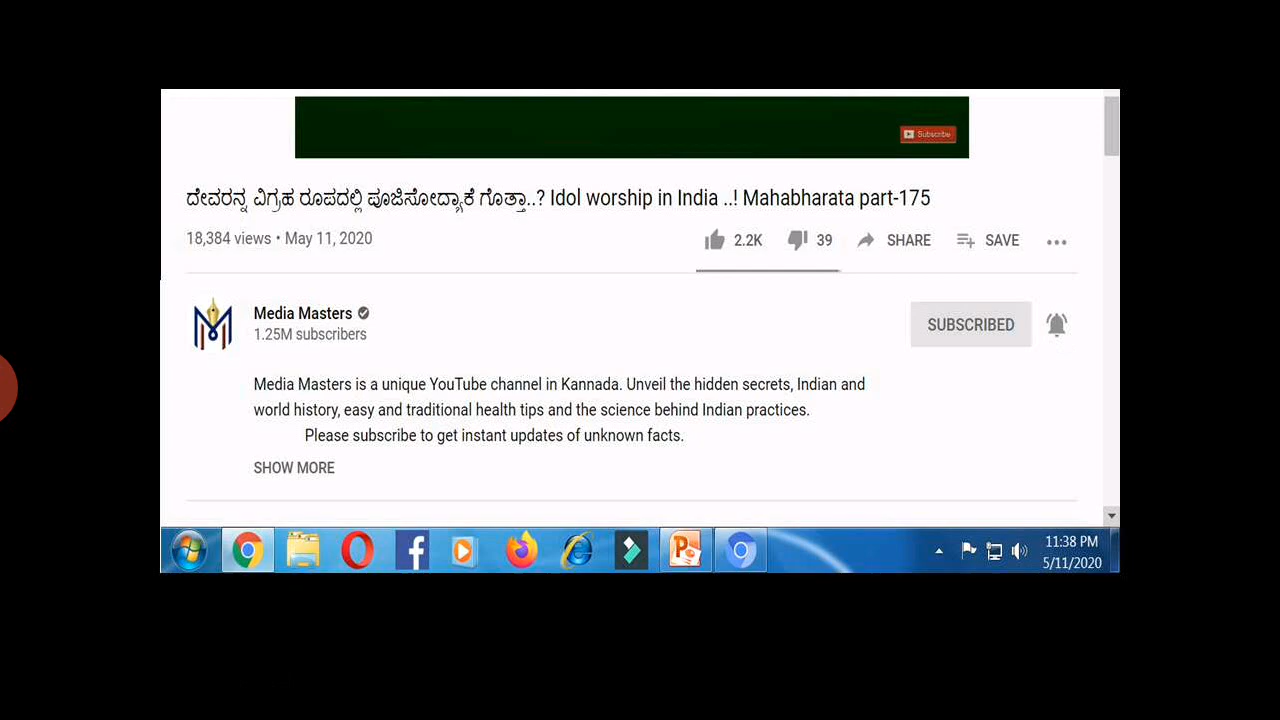 Subscribe
ದೇವರನ್ನ ವಿಗ್ರಹ ರೂಪದಲ್ಲಿ ಪೂಜಿಸೋದ್ಯಾಕೆ ಗೊತ್ತಾ..? Idol worship in India ..! Mahabharata part-175
18,384 views • May 11, 2020 2.2K 39 SHARE SAVE
Media Masters
1.25M subscribers
SUBSCRIBED
Media Masters is a unique YouTube channel in Kannada. Unveil the hidden secrets, Indian and
world history, easy and traditional health tips and the science behind Indian practices.
Please subscribe to get instant updates of unknown facts.
SHOW MORE
11:38 PM
5/11/2020